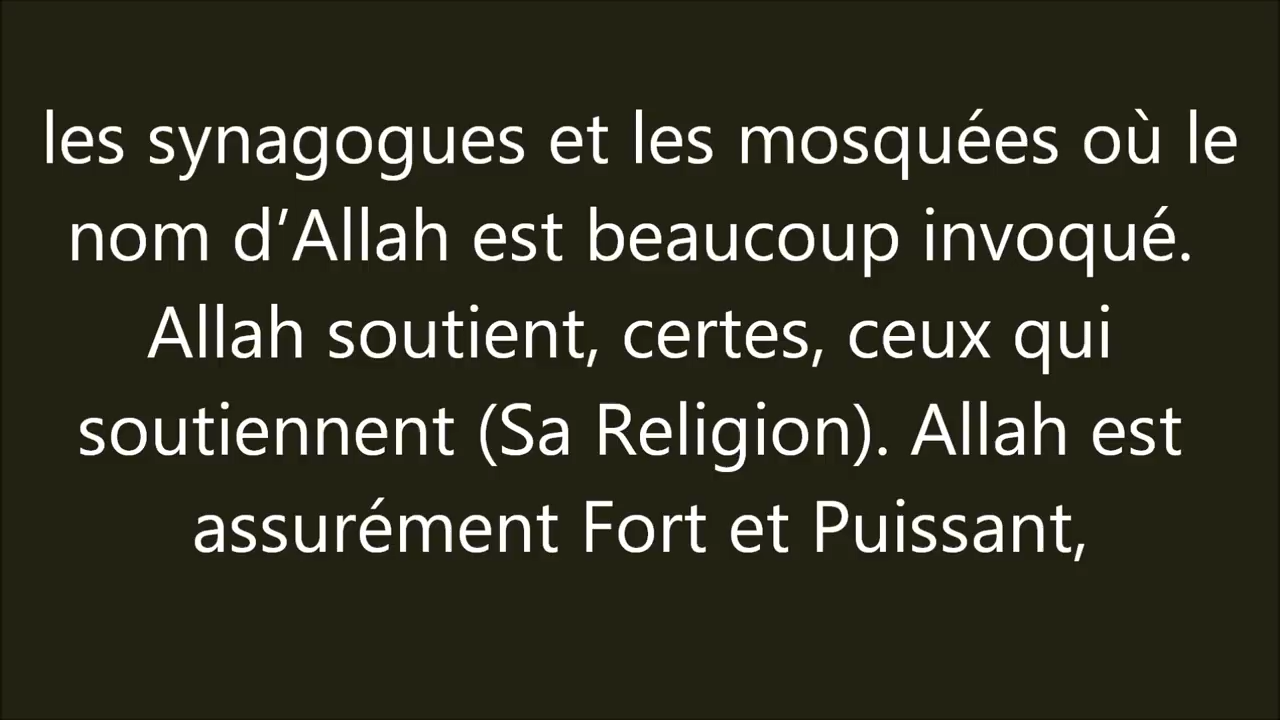 les synagogues et les mosquées où le
nom d’Allah est beaucoup invoqué.
Allah soutient, certes, ceux qui
soutiennent (Sa Religion). Allah est
assurément Fort et Puissant,